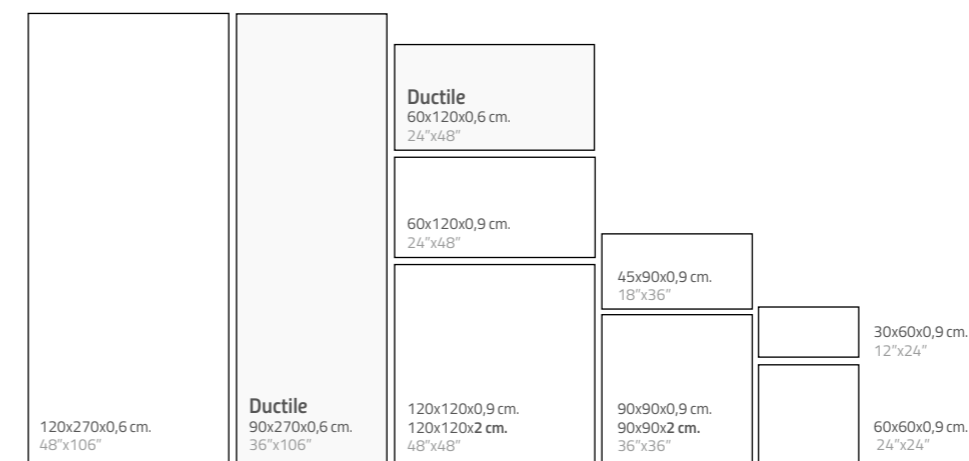 120x270x0,6 cm.
48”x106”
Ductile
90x270x0,6 cm.
36”x106”
Ductile
60x120x0,6 cm.
24”x48”
60x120x0,9 cm.
24”x48”
120x120x0,9 cm.
120x120x2 cm.
48”x48”
45x90x0,9 cm.
18”x36”
90x90x0,9 cm.
90x90x2 cm.
36”x36”
30x60x0,9 cm.
12”x24”
60x60x0,9 cm.
24”x24”